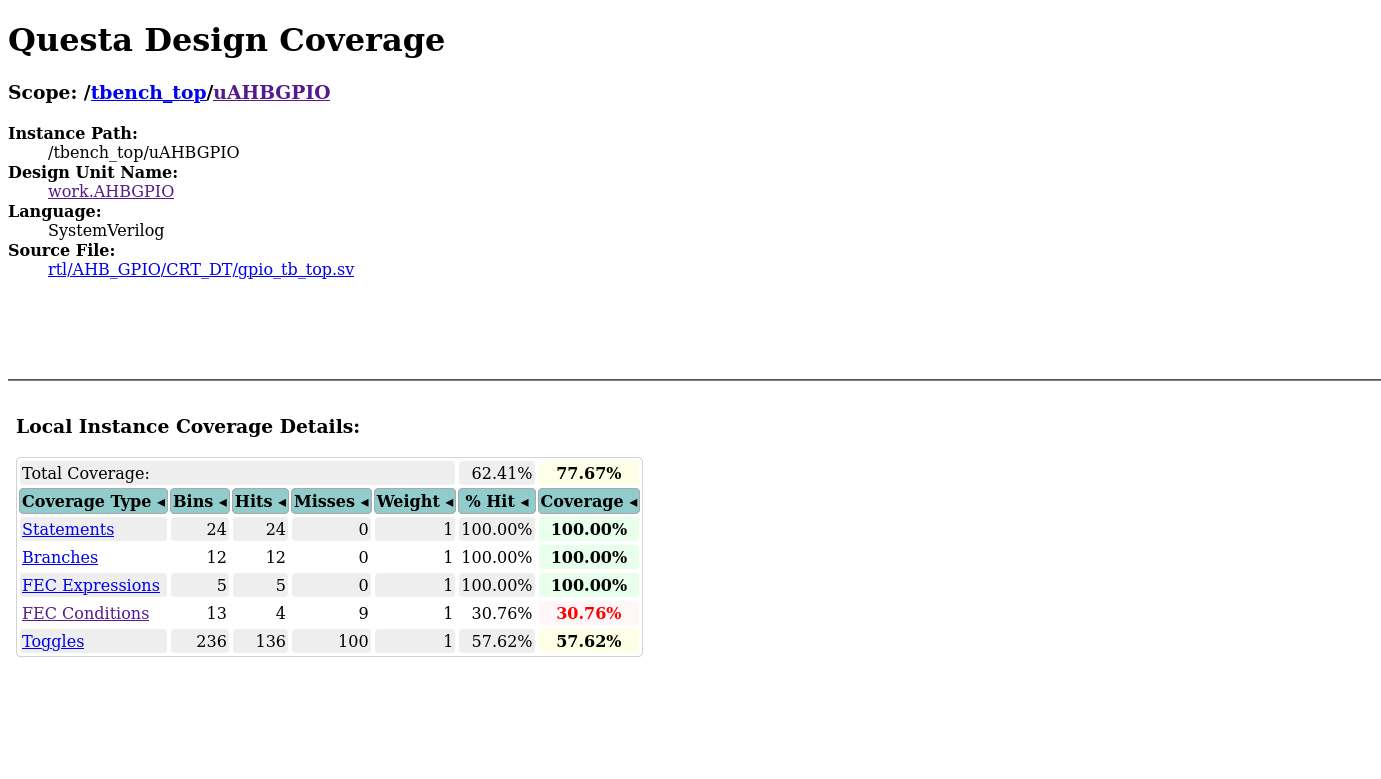 Questa Design Coverage
Scope: /tbench_top/uAHBGPIO
Instance Path:
/tbench_top/uAHBGPIO
Design Unit Name:
work.AHBGPIO
Language:
SystemVerilog
Source File:
rtl/AHB_GPIO/CRT_DT/gpio_tb_top.sv
Local Instance Coverage Details:
Total Coverage: 62.41% 77.67%
Coverage Type ◂ Bins ◂ Hits ◂ Misses ◂ Weight ◂ % Hit ◂ Coverage ◂
Statements 24 24 0 1 100.00% 100.00%
Branches 12 12 0 1 100.00% 100.00%
FEC Expressions 5 5 0 1 100.00% 100.00%
FEC Conditions 13 4 9 1 30.76% 30.76%
Toggles 236 136 100 1 57.62% 57.62%